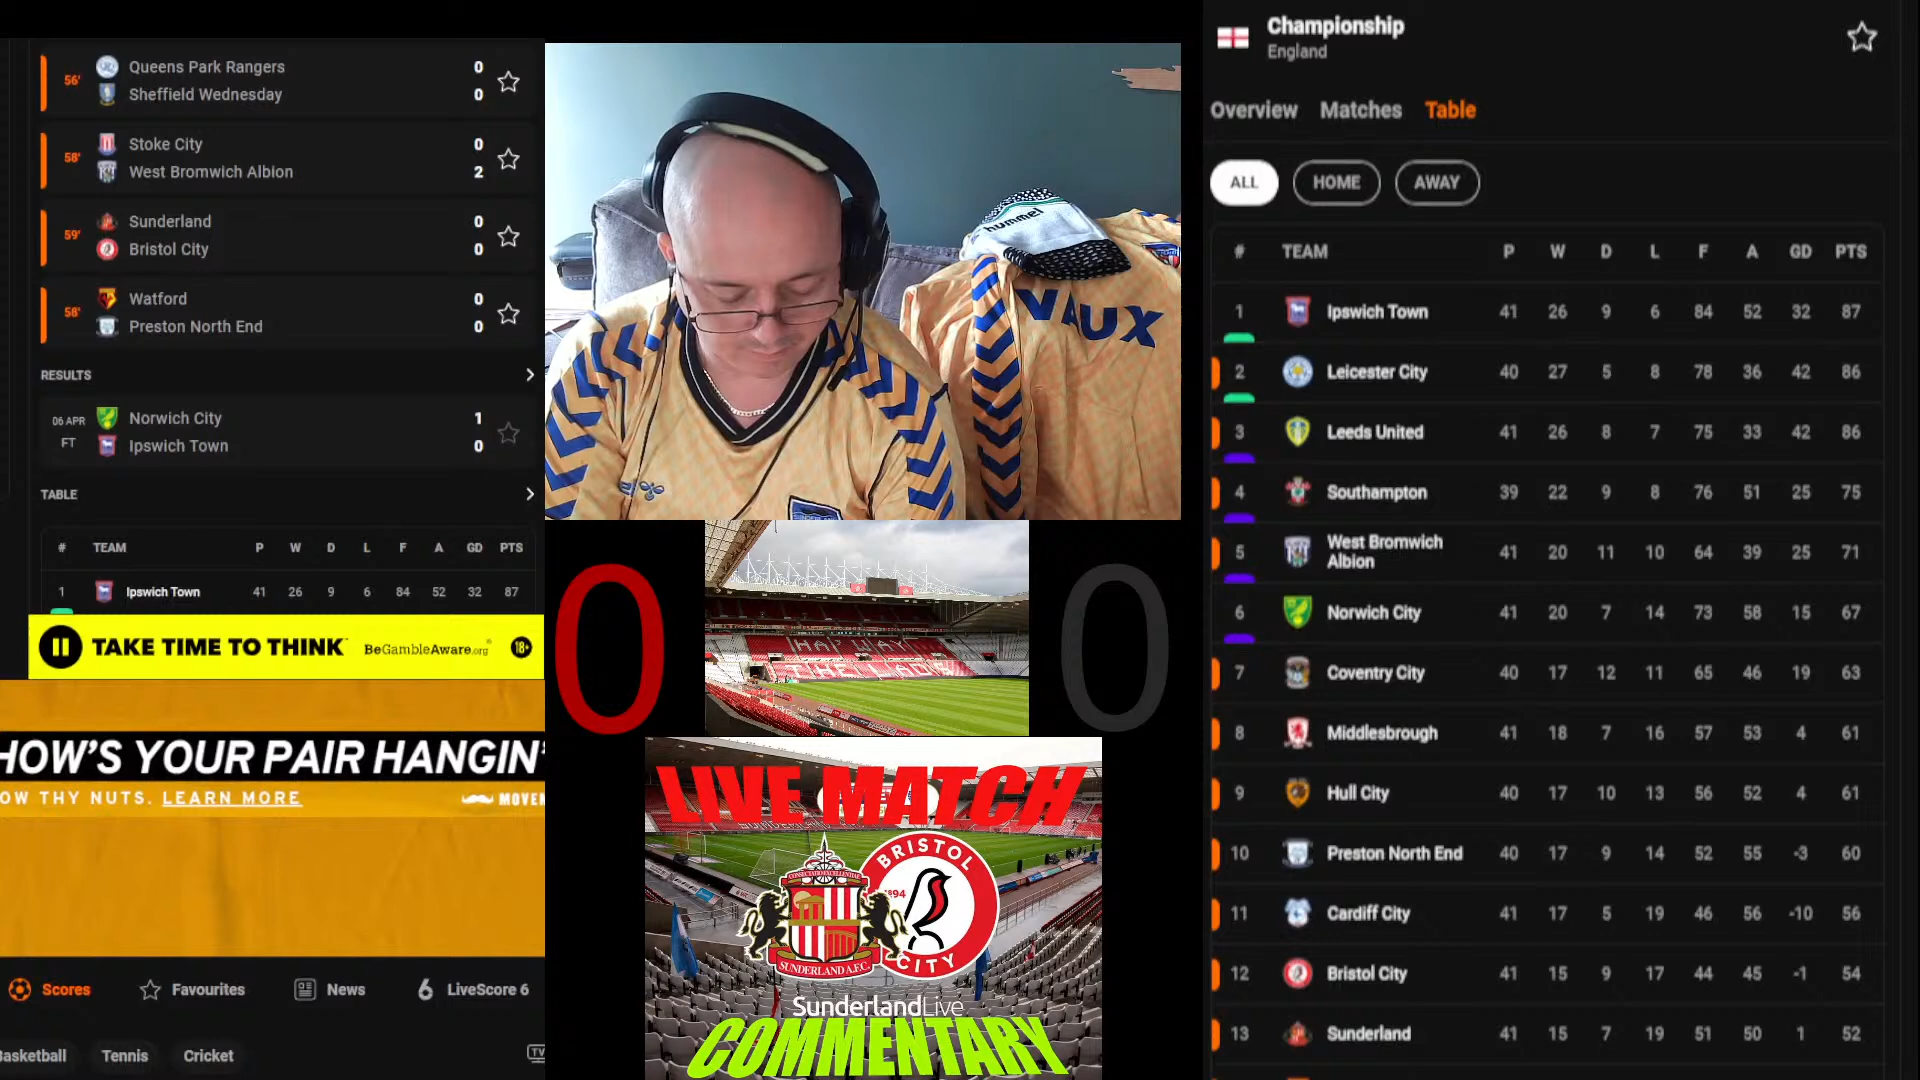 56'
Queens Park Rangers 0
Sheffield Wednesday 0
58'
Stoke City 0
West Bromwich Albion 2
59'
Sunderland 0
Bristol City 0
58'
Watford 0
Preston North End 0
RESULTS
06 APR
FT
Norwich City 1
Ipswich Town 0
TABLE
# TEAM P W D L F A GD PTS
1 Ipswich Town 41 26 9 6 84 52 32 87
TAKE TIME TO THINK BeGambleAware.org 18+
HOW'S YOUR PAIR HANGIN'
OW THY NUTS. LEARN MORE MOVEM
Scores Favourites News 6 LiveScore 6
Basketball Tennis Cricket TV
hummel
VAUX
0 0
HA'WAY
THE LADS
LIVE MATCH
SUNDERLAND
CONSECTATIO EXCELLENTIAE
SUNDERLAND A.F.C
BRISTOL
1894
CITY
SunderlandLive
COMMENTARY
Championship
England
Overview Matches Table
ALL HOME AWAY
# TEAM P W D L F A GD PTS
1 Ipswich Town 41 26 9 6 84 52 32 87
2 Leicester City 40 27 5 8 78 36 42 86
3 Leeds United 41 26 8 7 75 33 42 86
4 Southampton 39 22 9 8 76 51 25 75
5 West Bromwich Albion 41 20 11 10 64 39 25 71
6 Norwich City 41 20 7 14 73 58 15 67
7 Coventry City 40 17 12 11 65 46 19 63
8 Middlesbrough 41 18 7 16 57 53 4 61
9 Hull City 40 17 10 13 56 52 4 61
10 Preston North End 40 17 9 14 52 55 -3 60
11 Cardiff City 41 17 5 19 46 56 -10 56
12 Bristol City 41 15 9 17 44 45 -1 54
13 Sunderland 41 15 7 19 51 50 1 52